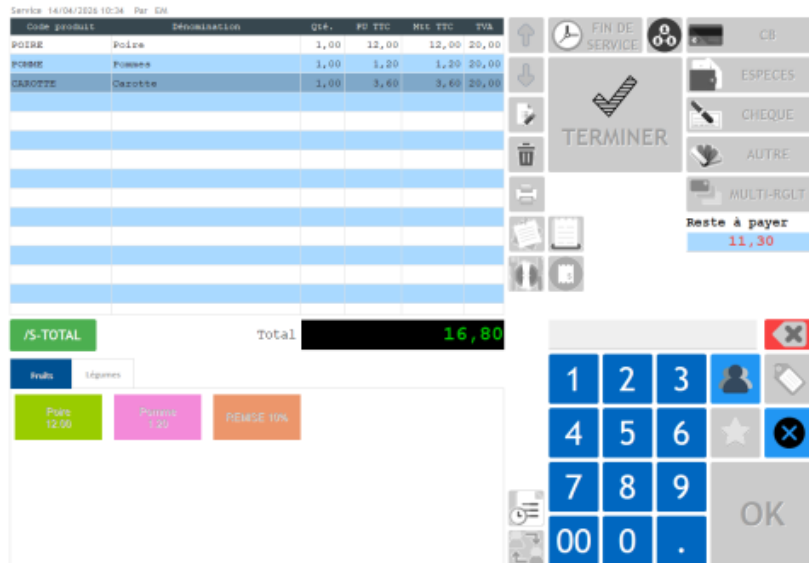 Service 14/04/2026 10:34 Par EM
Code produit Dénomination Qté. PU TTC Mtt TTC TVA
POIRE Poire 1,00 12,00 12,00 20,00
POMME Pommes 1,00 1,20 1,20 20,00
CAROTTE Carotte 1,00 3,60 3,60 20,00
FIN DE
SERVICE
TERMINER
CB
ESPECES
CHEQUE
AUTRE
MULTI-RGLT
Reste à payer
11,30
/S-TOTAL
Total 16,80
Fruits Légumes
Poire
12.00
Pomme
1.20
REMISE 10%
1 2 3
4 5 6
7 8 9
00 0 .
OK